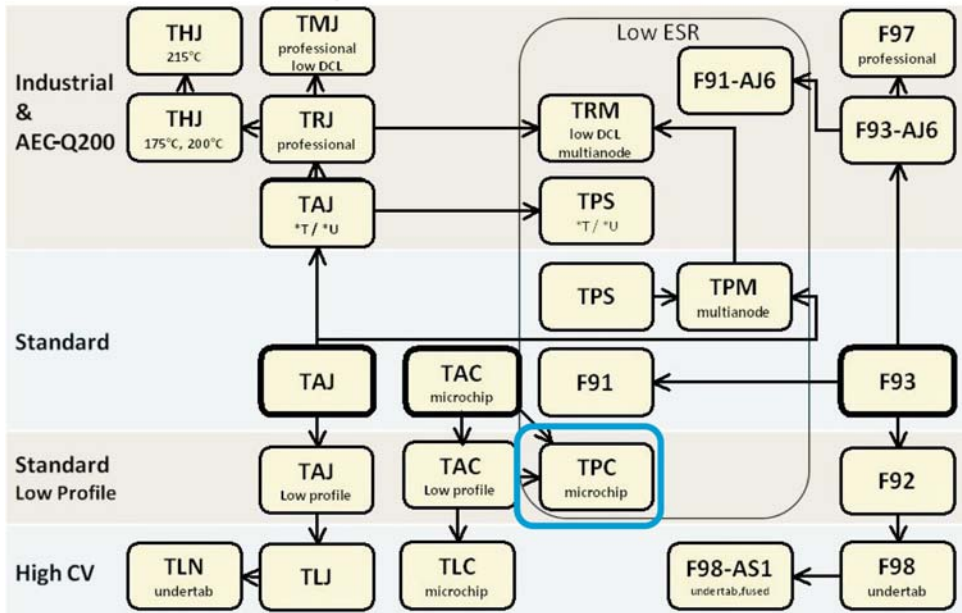 Industrial
&
AEC-Q200
THJ
215°C
TMJ
professional
low DCL
Low ESR
F97
professional
F91-AJ6
THJ
175°C, 200°C
TRJ
professional
TRM
low DCL
multianode
F93-AJ6
TAJ
*T / *U
TPS
*T / *U
Standard
TPS
TPM
multianode
TAJ
TAC
microchip
F91
F93
Standard
Low Profile
TAJ
Low profile
TAC
Low profile
TPC
microchip
F92
High CV
TLN
undertab
TLJ
TLC
microchip
F98-AS1
undertab,fused
F98
undertab